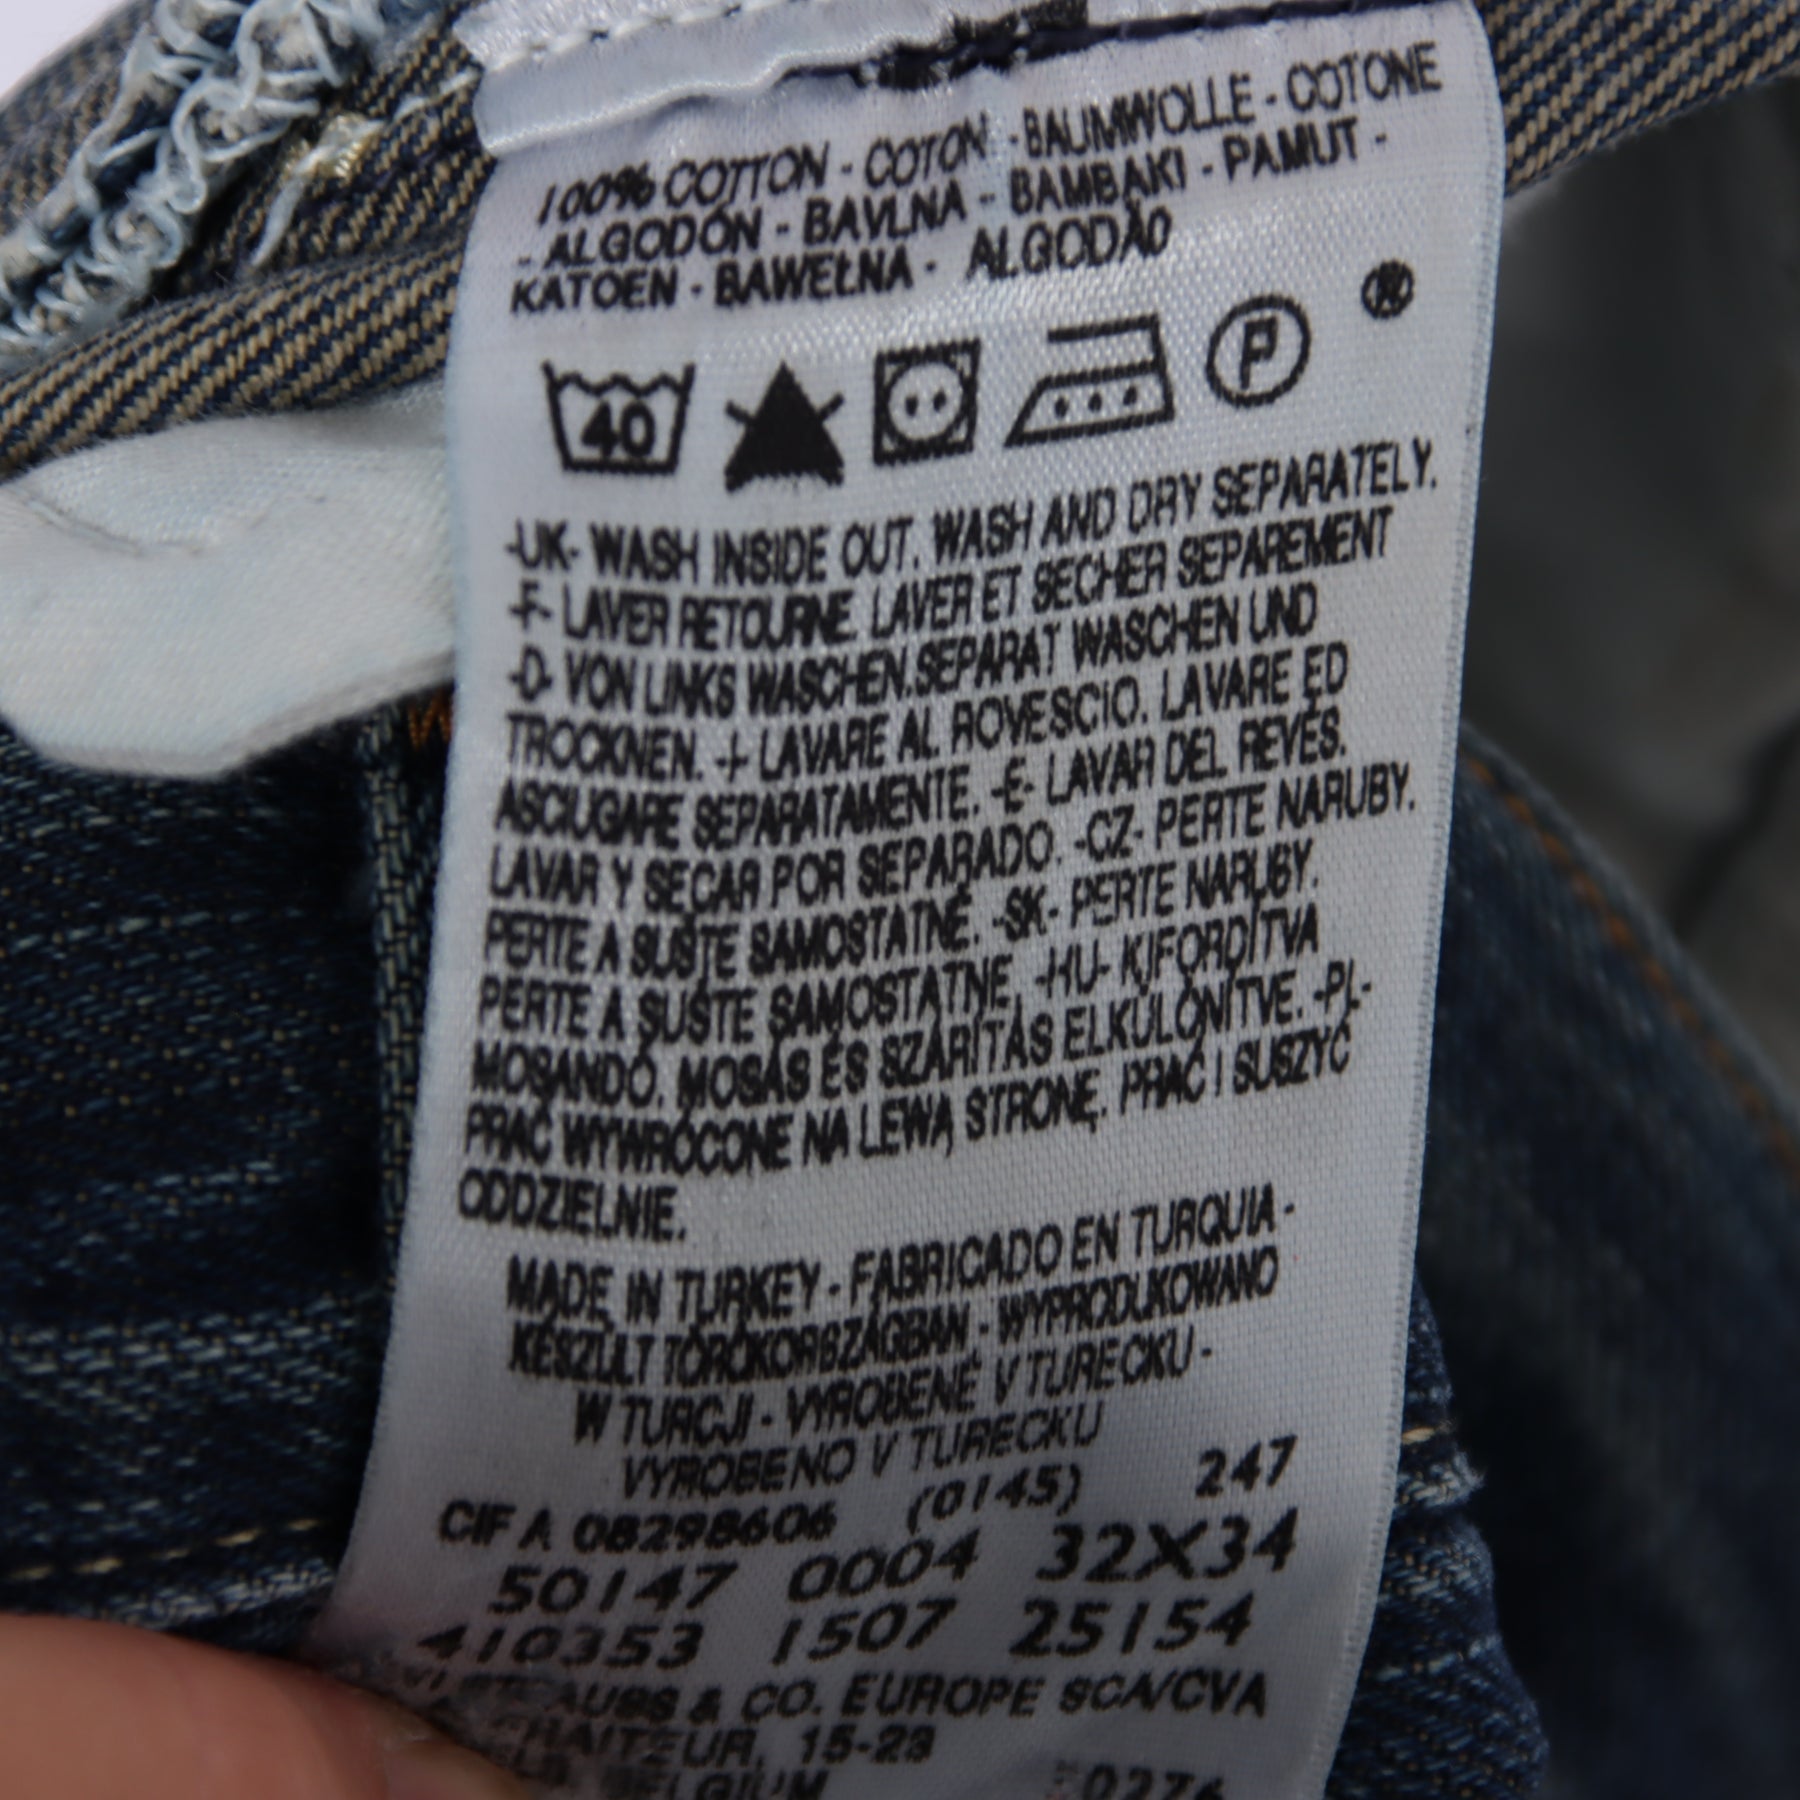 100% COTTON - COTON - BAUMWOLLE - COTONE
- ALGODÓN - BAVLNA - BAMBAKI - PAMUT -
KATOEN - BAWEŁNA - ALGODÃO
40 P ®
-UK- WASH INSIDE OUT. WASH AND DRY SEPARATELY.
-F- LAVER RETOURNE. LAVER ET SECHER SEPAREMENT
-D- VON LINKS WASCHEN.SEPARAT WASCHEN UND
TROCKNEN. -I- LAVARE AL ROVESCIO. LAVARE ED
ASCIUGARE SEPARATAMENTE. -E- LAVAR DEL REVÉS.
LAVAR Y SECAR POR SEPARADO. -CZ- PERTE NARUBY.
PERTE A SUŠTE SAMOSTATNĚ. -SK- PERTE NARUBY.
PERTE A SUŠTE SAMOSTATNE. -HU- KIFORDÍTVA
MOSANDÓ. MOSÁS ÉS SZÁRÍTÁS ELKÜLÖNÍTVE. -PL-
PRAĆ WYWRÓCONE NA LEWĄ STRONĘ. PRAĆ I SUSZYĆ
ODDZIELNIE.
MADE IN TURKEY - FABRICADO EN TURQUIA -
KÉSZÜLT TÖRÖKORSZÁGBAN - WYPRODUKOWANO
W TURCJI - VYROBENÉ V TURECKU -
VYROBENO V TURECKU
CIF A 08298606 (0145) 247
50147 0004 32X34
410353 1507 25154
STRAUSS & CO. EUROPE SCA/CVA
15-23
BELGIUM